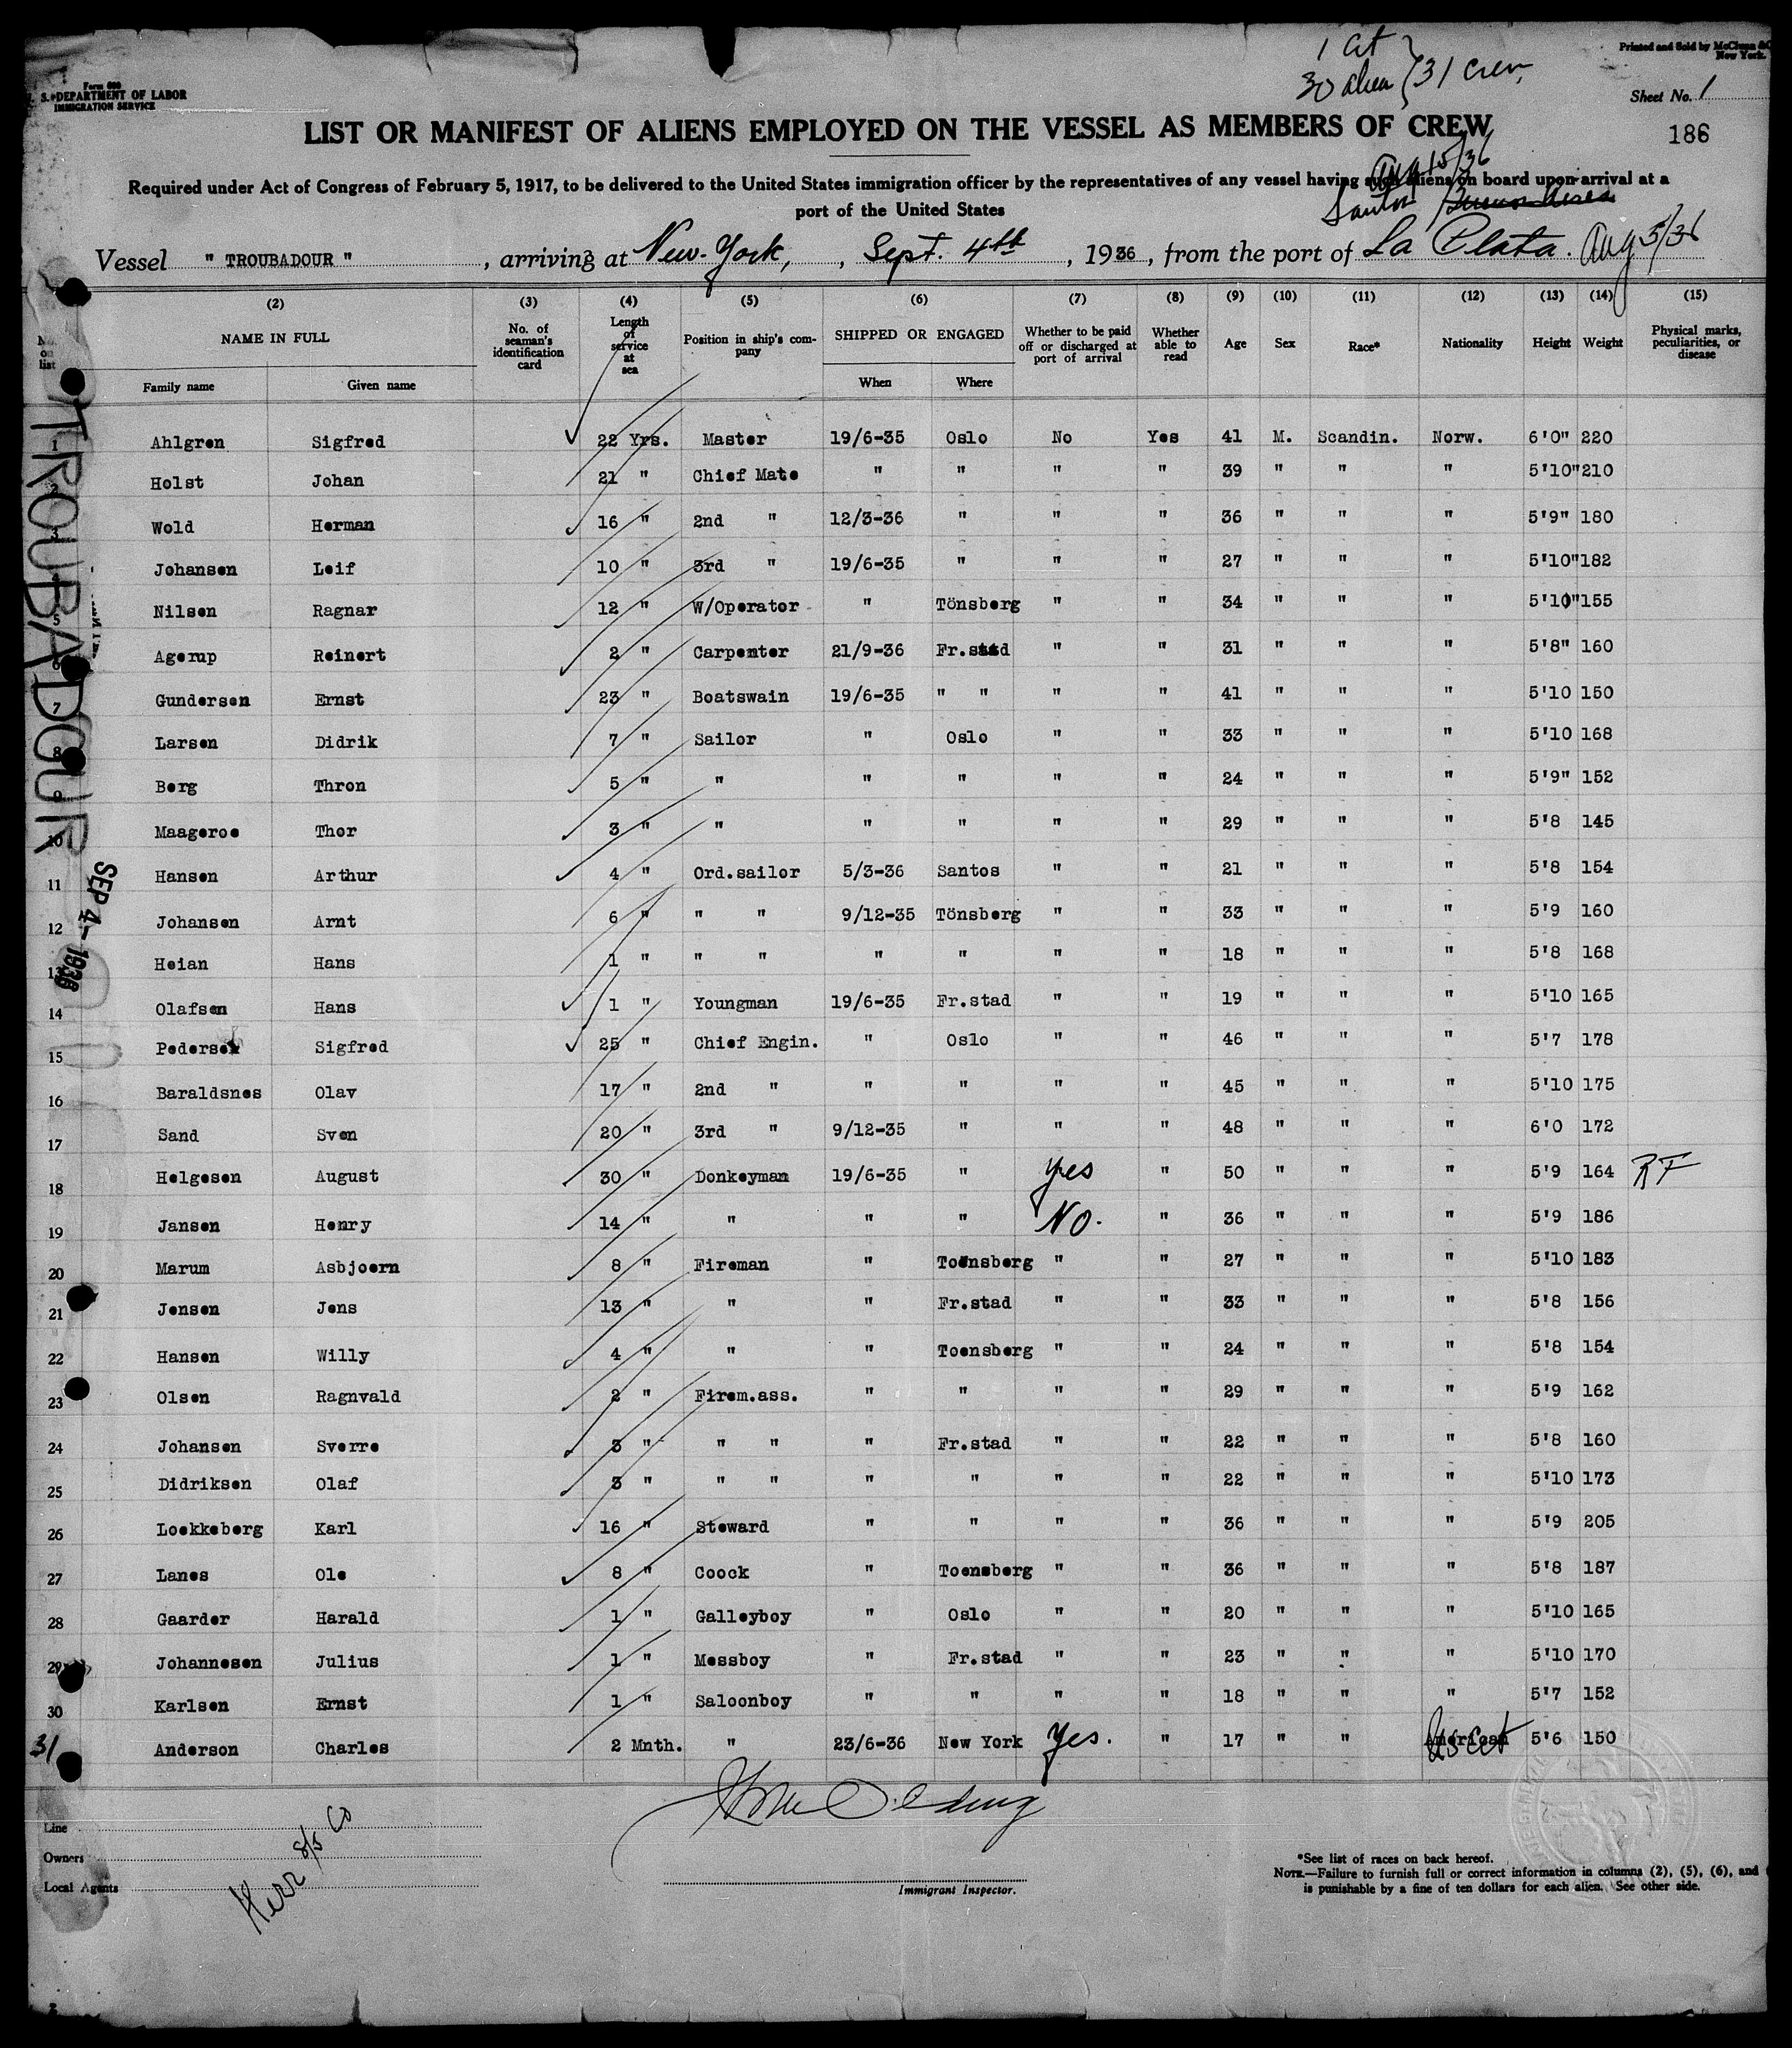 1 Cit
30 alien } 31 Crew
Printed and Sold by McClean &
New York.
Form 680
S. DEPARTMENT OF LABOR
IMMIGRATION SERVICE
Sheet No. 1
LIST OR MANIFEST OF ALIENS EMPLOYED ON THE VESSEL AS MEMBERS OF CREW
186
Aug 15/36
Required under Act of Congress of February 5, 1917, to be delivered to the United States immigration officer by the representatives of any vessel having such aliens on board upon arrival at a
port of the United States
Santos Buenos Aires
Vessel " TROUBADOUR " , arriving at New-York, , Sept. 4th , 1936 , from the port of La Plata. Aug 5/36
(2) (3) (4) (5) (6) (7) (8) (9) (10) (11) (12) (13) (14) (15)
No. on list NAME IN FULL Family name Given name No. of seaman's identification card Length of service at sea Position in ship's company SHIPPED OR ENGAGED When Where Whether to be paid off or discharged at port of arrival Whether able to read Age Sex Race* Nationality Height Weight Physical marks, peculiarities, or disease
1 Ahlgren Sigfred 22 Yrs. Master 19/6-35 Oslo No Yes 41 M. Scandin. Norw. 6'0" 220
2 Holst Johan 21 " Chief Mate " " " " 39 " " " 5'10" 210
3 Wold Herman 16 " 2nd " 12/3-36 " " " 36 " " " 5'9" 180
4 Johansen Leif 10 " 3rd " 19/6-35 " " " 27 " " " 5'10" 182
5 Nilsen Ragnar 12 " W/Operator " Tönsberg " " 34 " " " 5'10" 155
6 Agerup Reinert 2 " Carpenter 21/9-36 Fr.stad " " 31 " " " 5'8" 160
7 Gundersen Ernst 23 " Boatswain 19/6-35 " " " " 41 " " " 5'10 150
8 Larsen Didrik 7 " Sailor " Oslo " " 33 " " " 5'10 168
9 Berg Thron 5 " " " " " " 24 " " " 5'9" 152
10 Maageroe Thor 3 " " " " " " 29 " " " 5'8 145
11 Hansen Arthur 4 " Ord.sailor 5/3-36 Santos " " 21 " " " 5'8 154
12 Johansen Arnt 6 " " " 9/12-35 Tönsberg " " 33 " " " 5'9 160
13 Heian Hans 1 " " " " " " " 18 " " " 5'8 168
14 Olafsen Hans 1 " Youngman 19/6-35 Fr.stad " " 19 " " " 5'10 165
15 Pedersen Sigfred 25 " Chief Engin. " Oslo " " 46 " " " 5'7 178
16 Baraldsnes Olav 17 " 2nd " " " " " 45 " " " 5'10 175
17 Sand Sven 20 " 3rd " 9/12-35 " " " 48 " " " 6'0 172
18 Helgesen August 30 " Donkeyman 19/6-35 " yes " 50 " " " 5'9 164 RF
19 Jansen Henry 14 " " " " No. " 36 " " " 5'9 186
20 Marum Asbjoern 8 " Fireman " Toensberg " " 27 " " " 5'10 183
21 Jensen Jens 13 " " " Fr.stad " " 33 " " " 5'8 156
22 Hansen Willy 4 " " " Toensberg " " 24 " " " 5'8 154
23 Olsen Ragnvald 2 " Firem.ass. " " " " 29 " " " 5'9 162
24 Johansen Sverre 3 " " " " Fr.stad " " 22 " " " 5'8 160
25 Didriksen Olaf 3 " " " " " " " 22 " " " 5'10 173
26 Loekkeberg Karl 16 " Steward " " " " 36 " " " 5'9 205
27 Lanes Ole 8 " Coock " Toensberg " " 36 " " " 5'8 187
28 Gaarder Harald 1 " Galleyboy " Oslo " " 20 " " " 5'10 165
29 Johannesen Julius 1 " Messboy " Fr.stad " " 23 " " " 5'10 170
30 Karlsen Ernst 1 " Saloonboy " " " " 18 " " " 5'7 152
31 Anderson Charles 2 Mnth. " 23/6-36 New York Yes. " 17 " " American US cit 5'6 150
TROUBADOUR
SEP 4- 1936
Line
Owners
Local Agents
Kerr S/S Co
Immigrant Inspector.
*See list of races on back hereof.
NOTE.—Failure to furnish full or correct information in columns (2), (5), (6), and
is punishable by a fine of ten dollars for each alien. See other side.